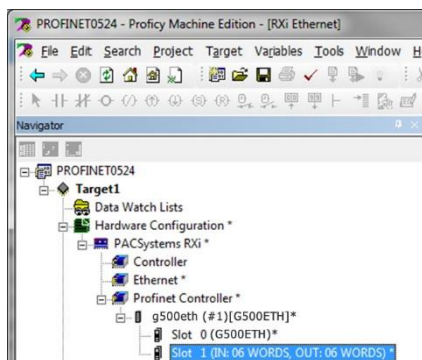 PROFINET0524 - Proficy Machine Edition - [RXi Ethernet]
File Edit Search Project Target Variables Tools Window H
Navigator
PROFINET0524
Target1
Data Watch Lists
Hardware Configuration *
PACSystems RXi *
Controller
Ethernet *
Profinet Controller *
g500eth (#1)[G500ETH]*
Slot 0 (G500ETH)*
Slot 1 (IN: 06 WORDS, OUT: 06 WORDS) *